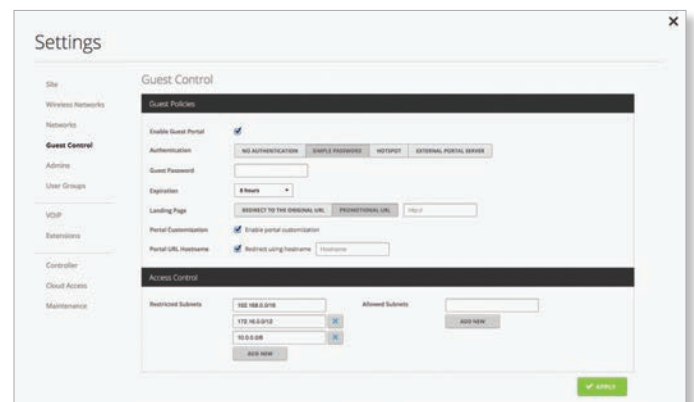 Settings
Site
Wireless Networks
Networks
Guest Control
Admins
User Groups
VOIP
Extensions
Controller
Cloud Access
Maintenance
Guest Control
Guest Policies
Enable Guest Portal
Authentication NO AUTHENTICATION SIMPLE PASSWORD HOTSPOT EXTERNAL PORTAL SERVER
Guest Password
Expiration 8 hours
Landing Page REDIRECT TO THE ORIGINAL URL PROMOTIONAL URL http://
Portal Customization Enable portal customization
Portal URL Hostname Redirect using hostname Hostname
Access Control
Restricted Subnets 192.168.0.0/16 Allowed Subnets
172.16.0.0/12 ADD NEW
10.0.0.0/8
ADD NEW
APPLY